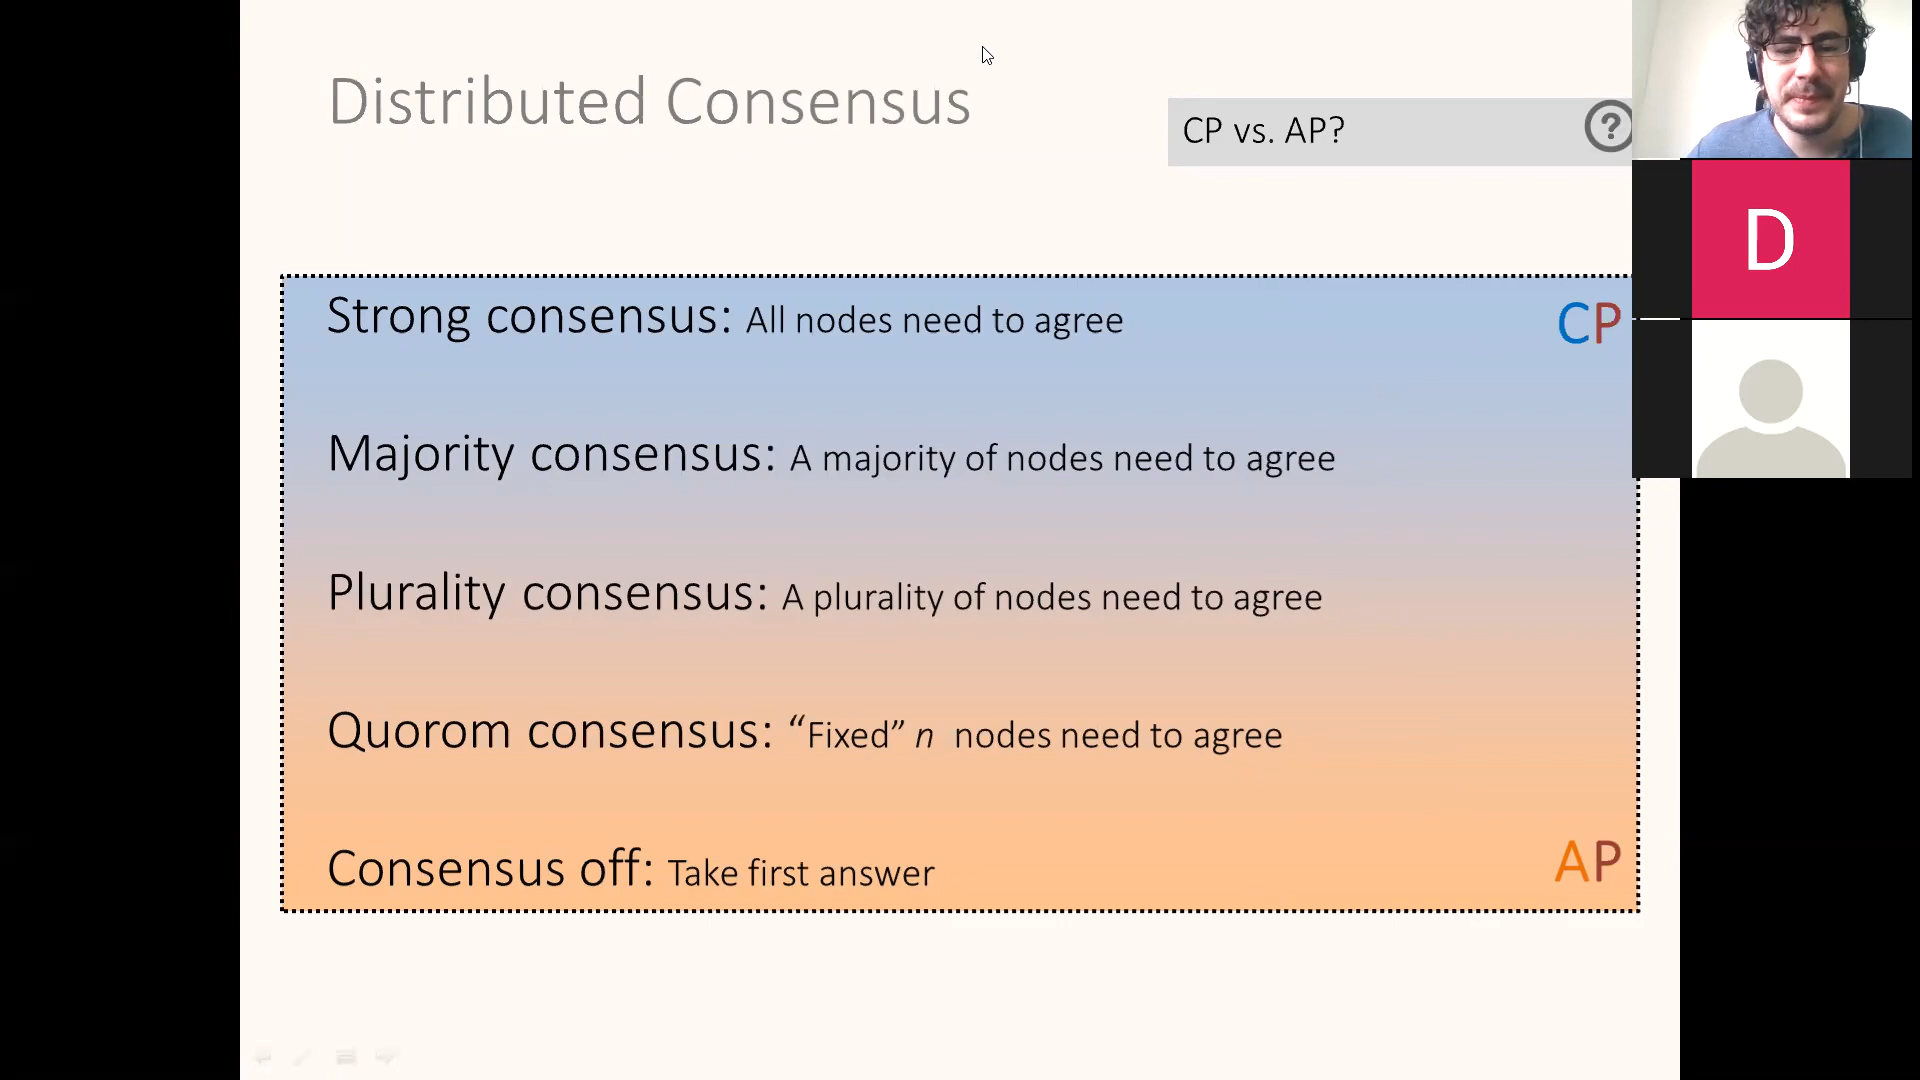 Distributed Consensus
CP vs. AP?
?
D
Strong consensus: All nodes need to agree
CP
Majority consensus: A majority of nodes need to agree
Plurality consensus: A plurality of nodes need to agree
Quorom consensus: “Fixed” n nodes need to agree
Consensus off: Take first answer
AP